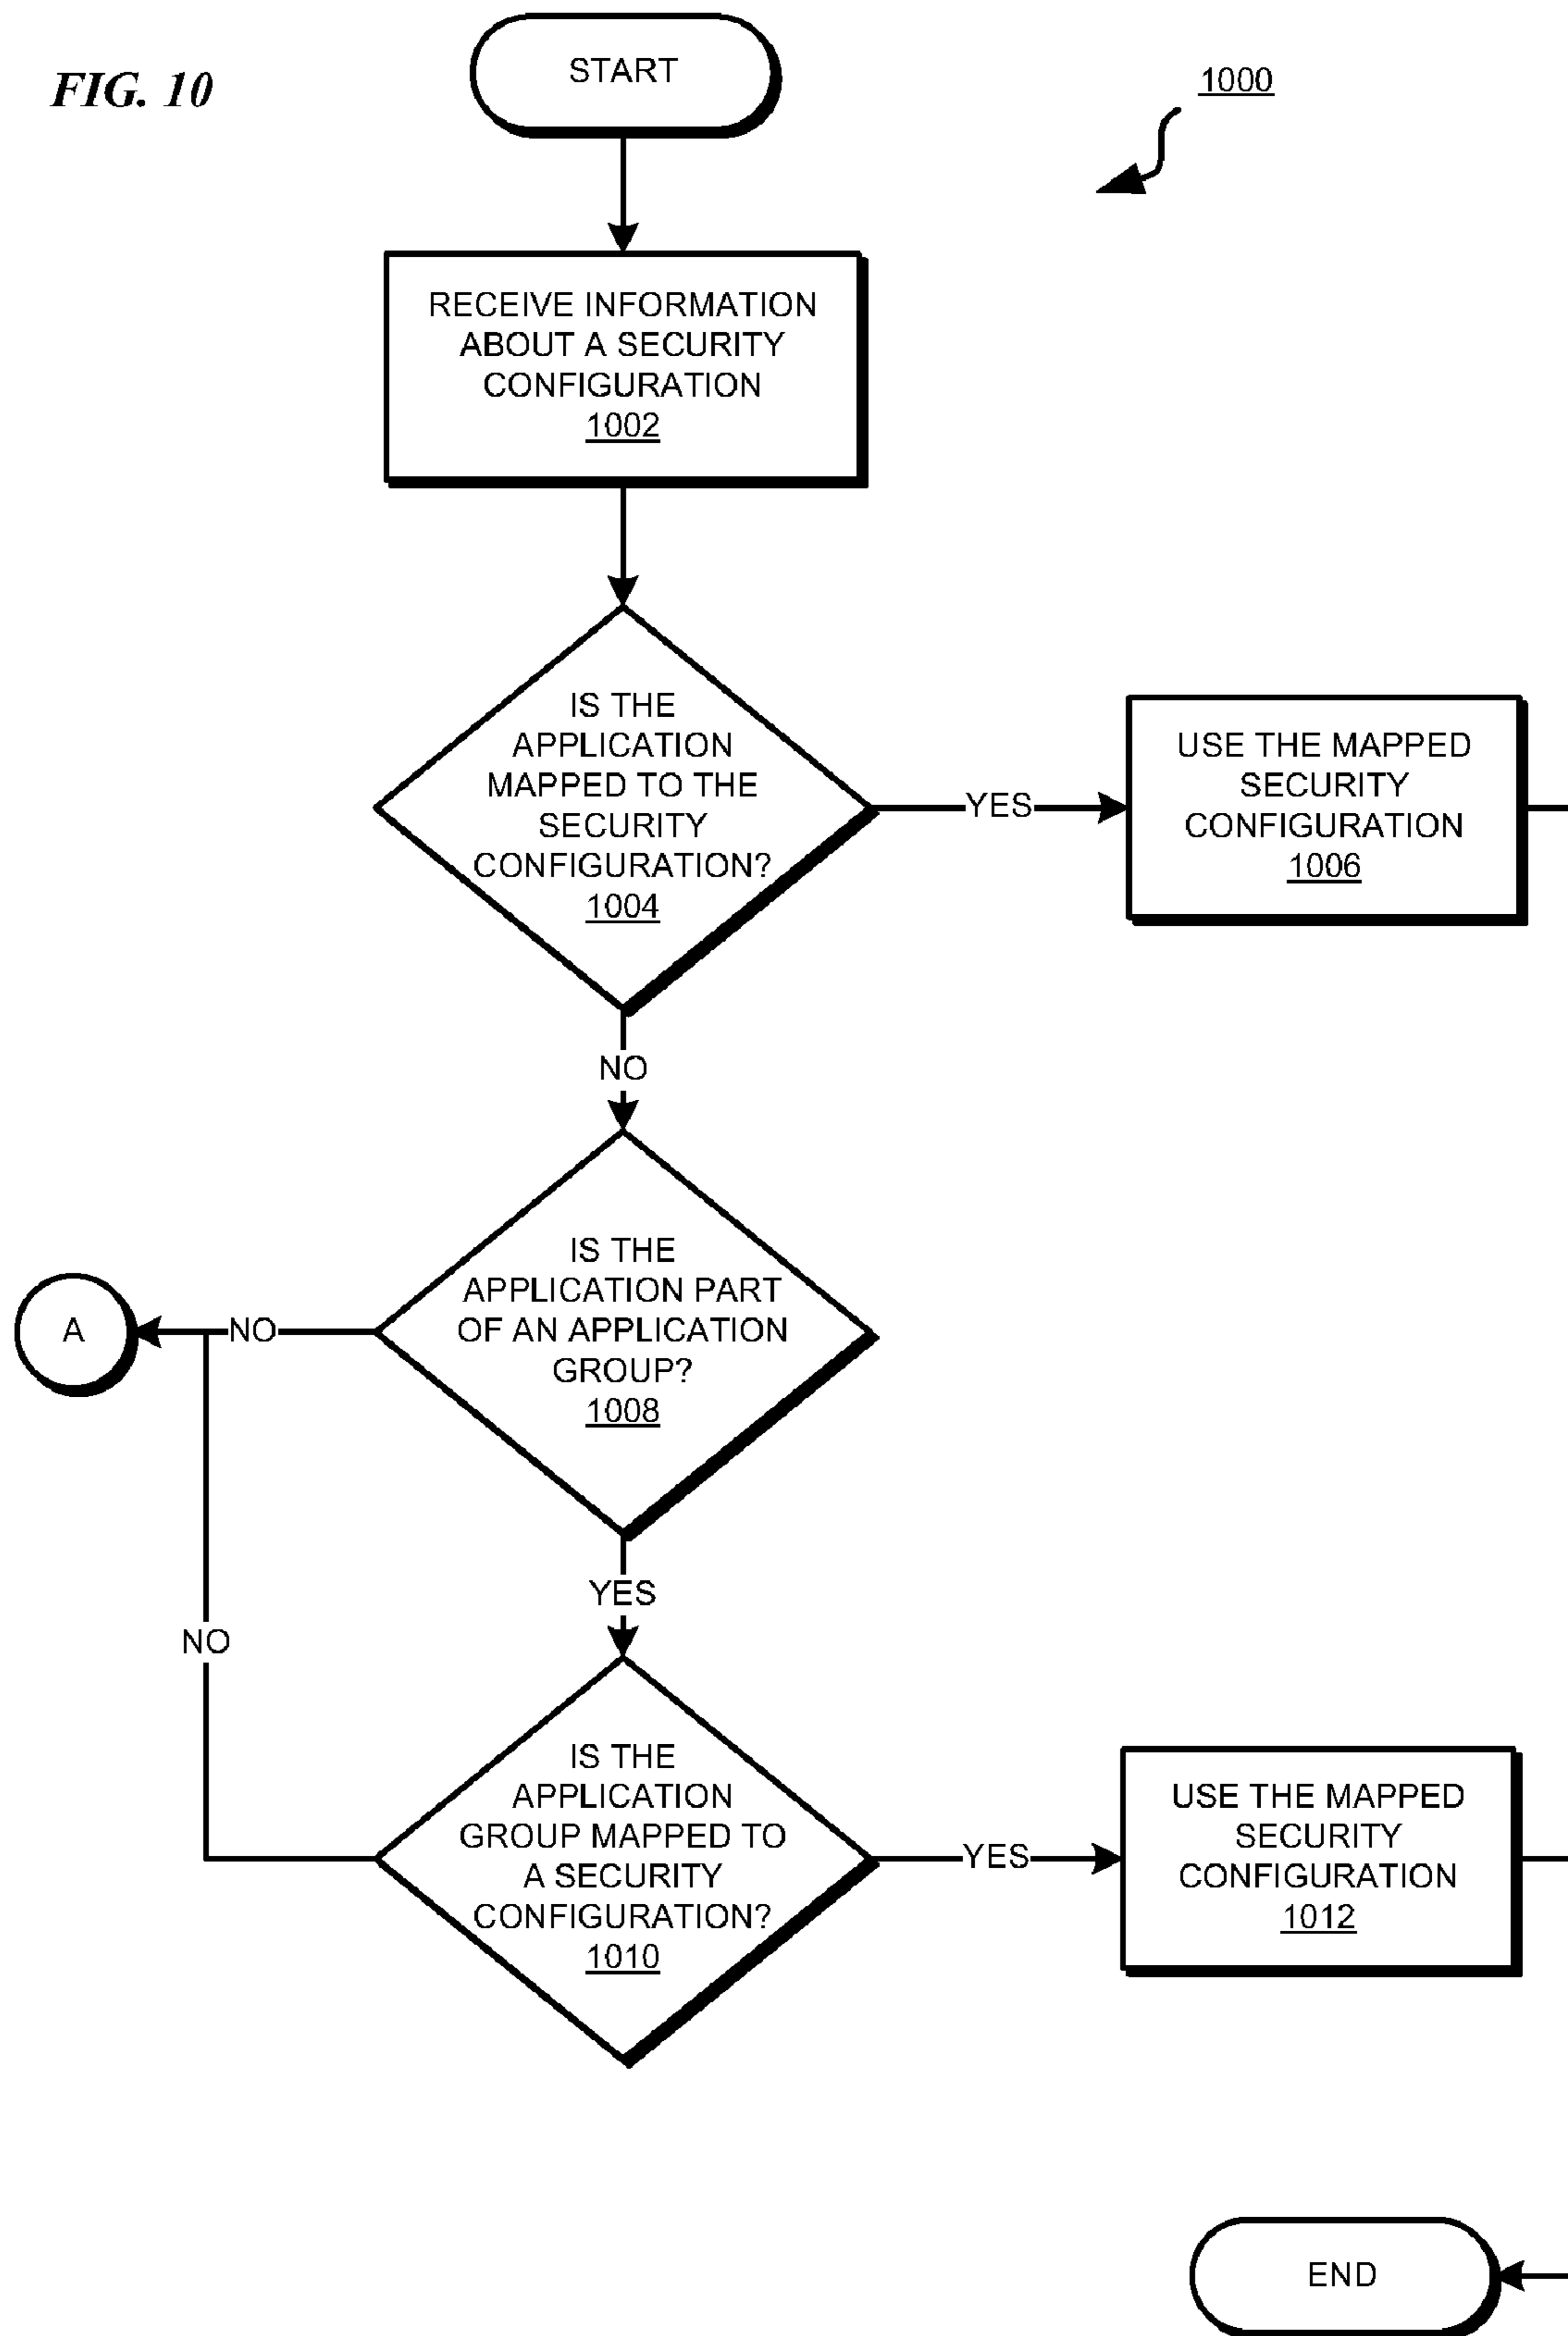 FIG. 10
START
1000
RECEIVE INFORMATION
ABOUT A SECURITY
CONFIGURATION
1002
IS THE
APPLICATION
MAPPED TO THE
SECURITY
CONFIGURATION?
1004
YES
USE THE MAPPED
SECURITY
CONFIGURATION
1006
NO
IS THE
APPLICATION PART
OF AN APPLICATION
GROUP?
1008
NO
A
YES
NO
IS THE
APPLICATION
GROUP MAPPED TO
A SECURITY
CONFIGURATION?
1010
YES
USE THE MAPPED
SECURITY
CONFIGURATION
1012
END